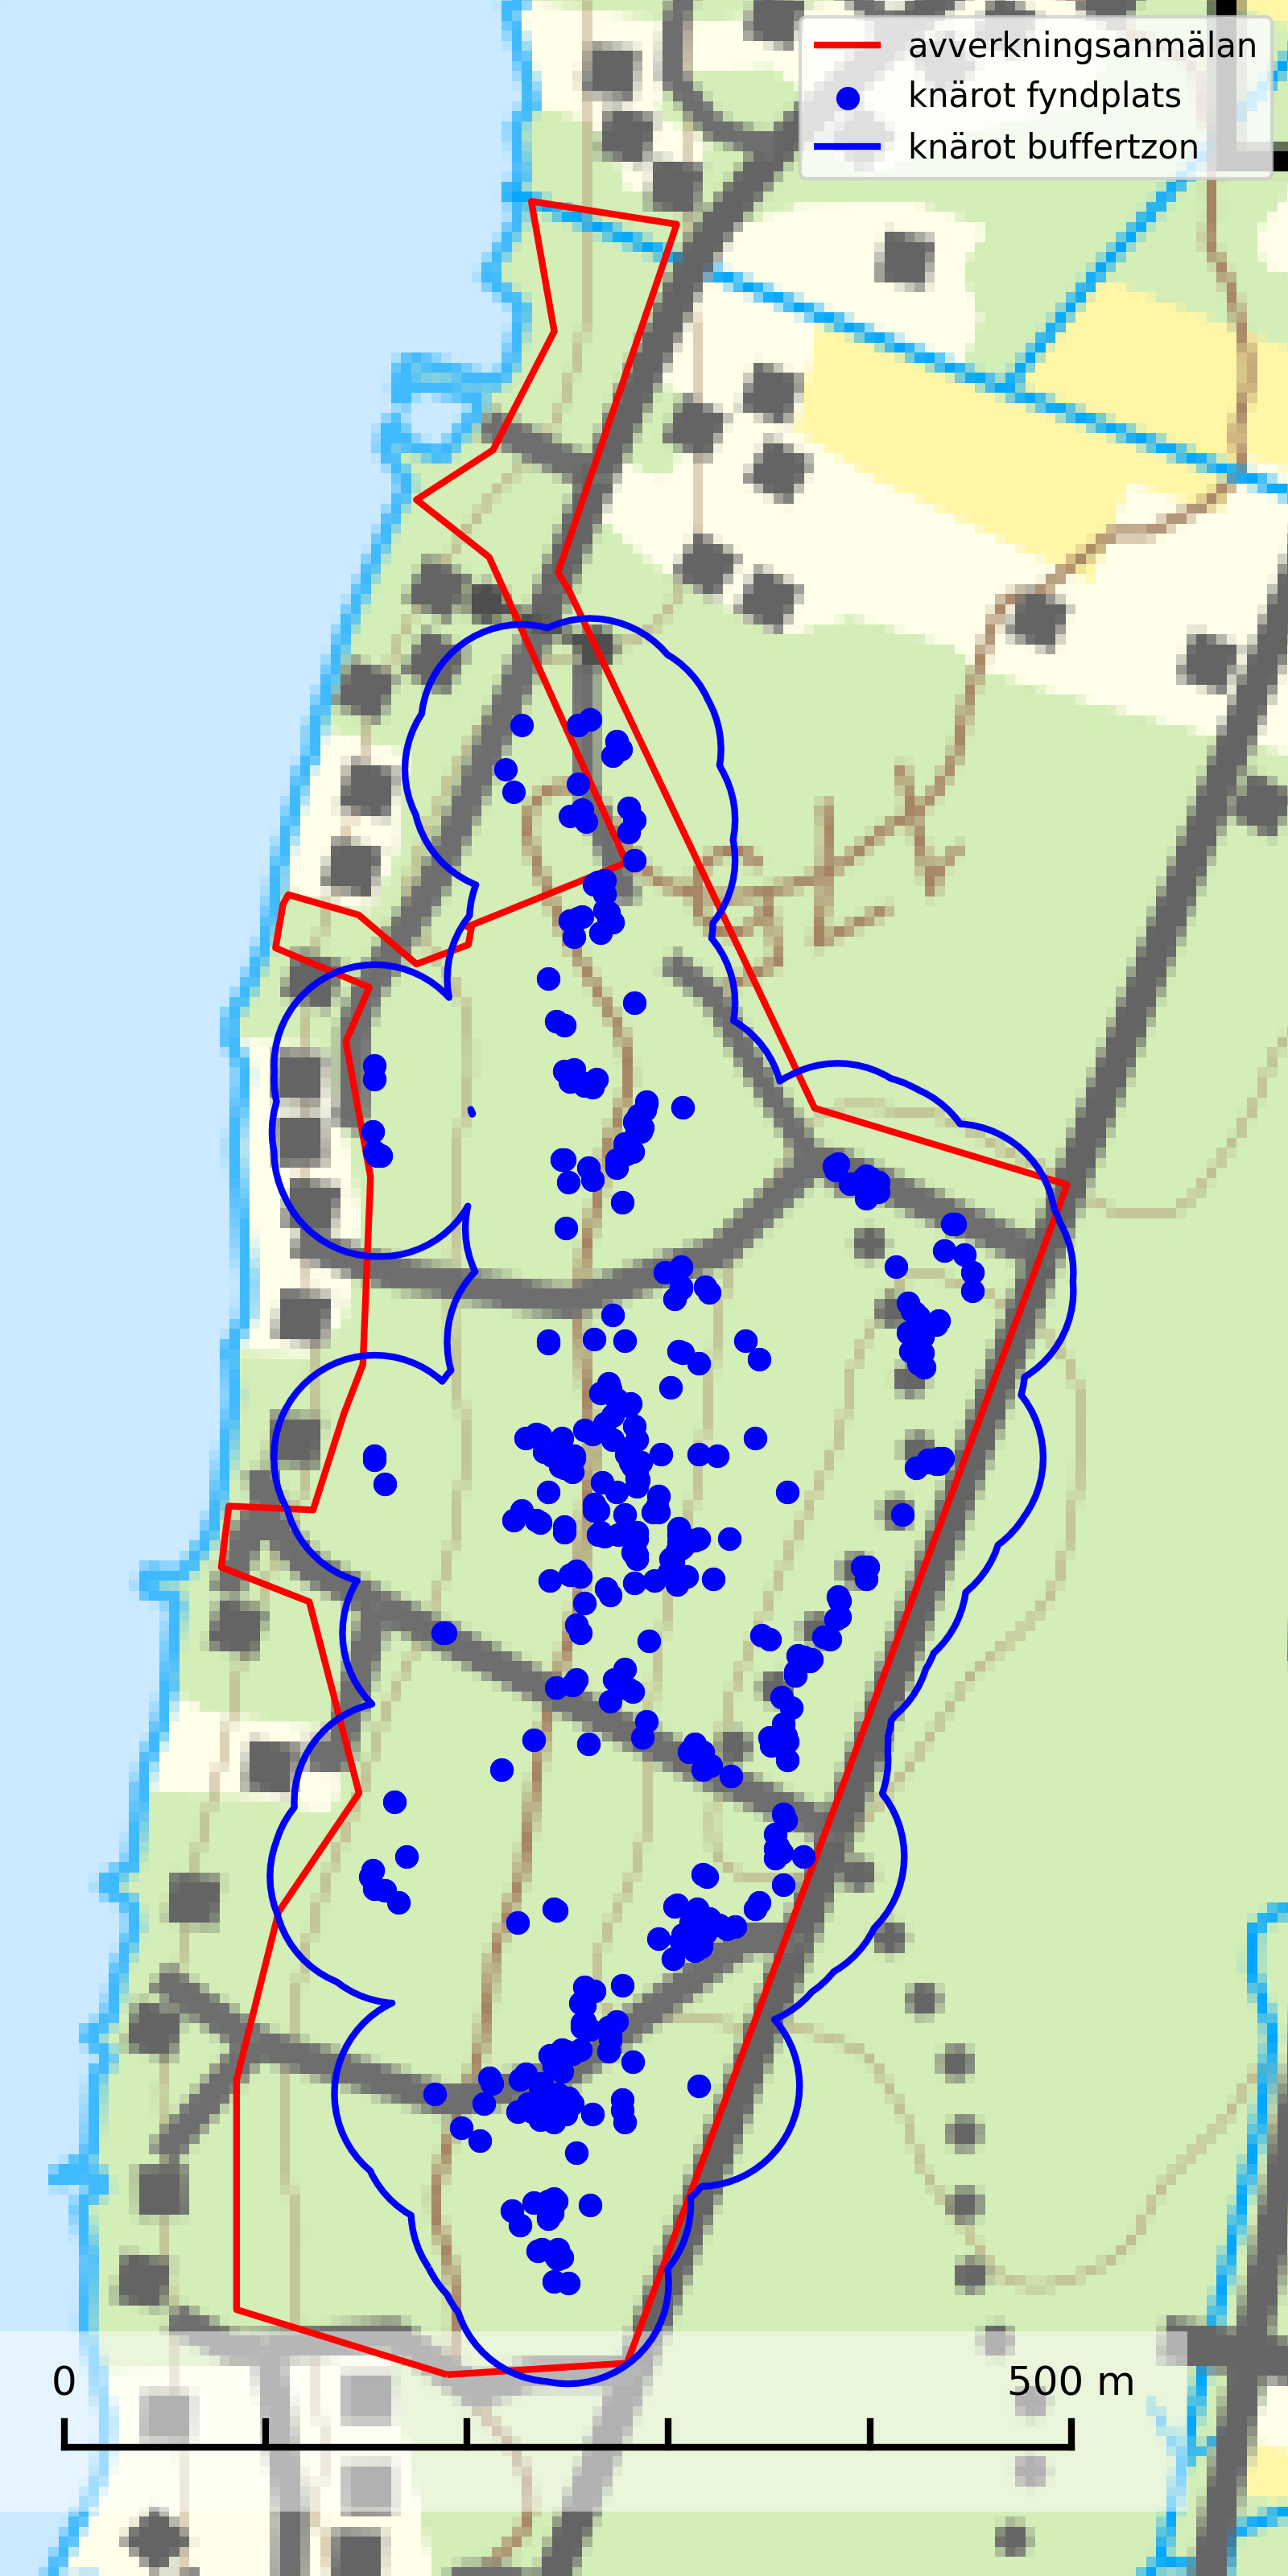 avverkningsanmälan
knärot fyndplats
knärot buffertzon
0
500 m